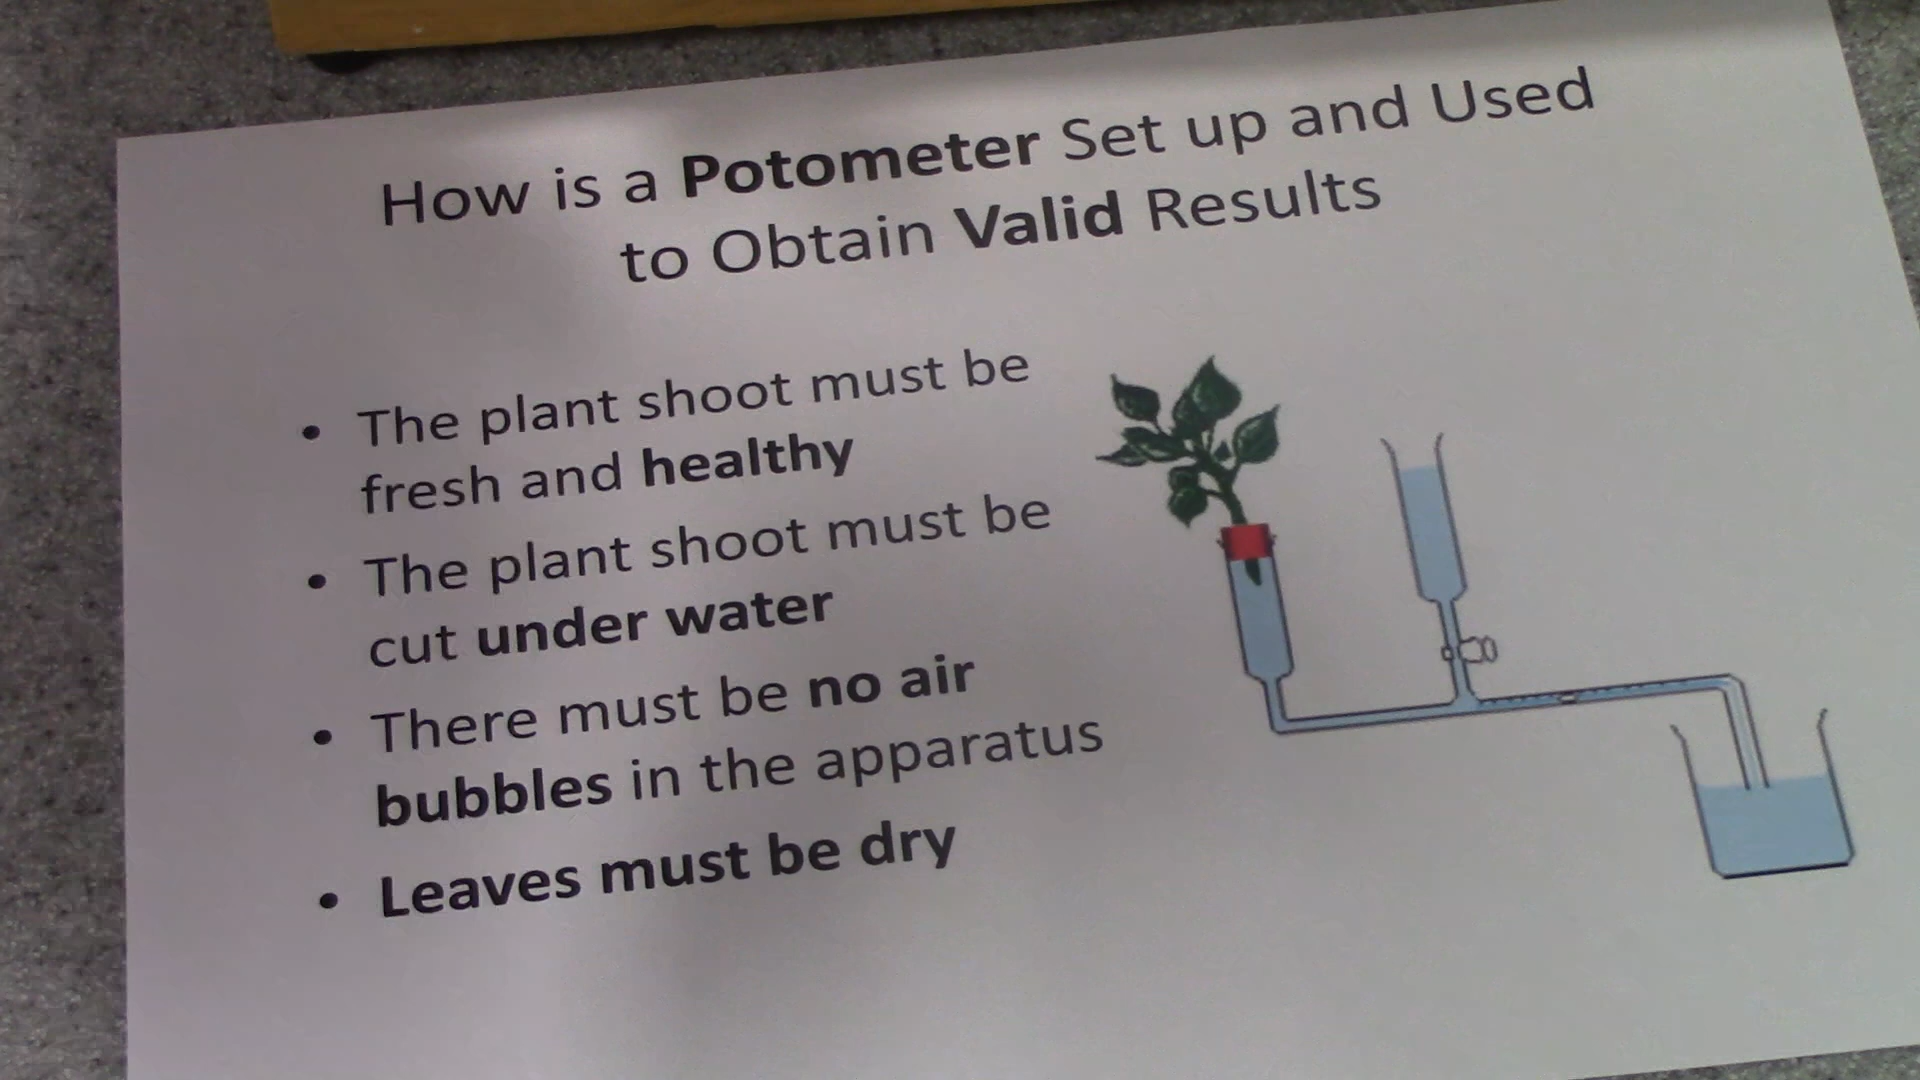 How is a Potometer Set up and Used
to Obtain Valid Results
• The plant shoot must be
fresh and healthy
• The plant shoot must be
cut under water
• There must be no air
bubbles in the apparatus
• Leaves must be dry